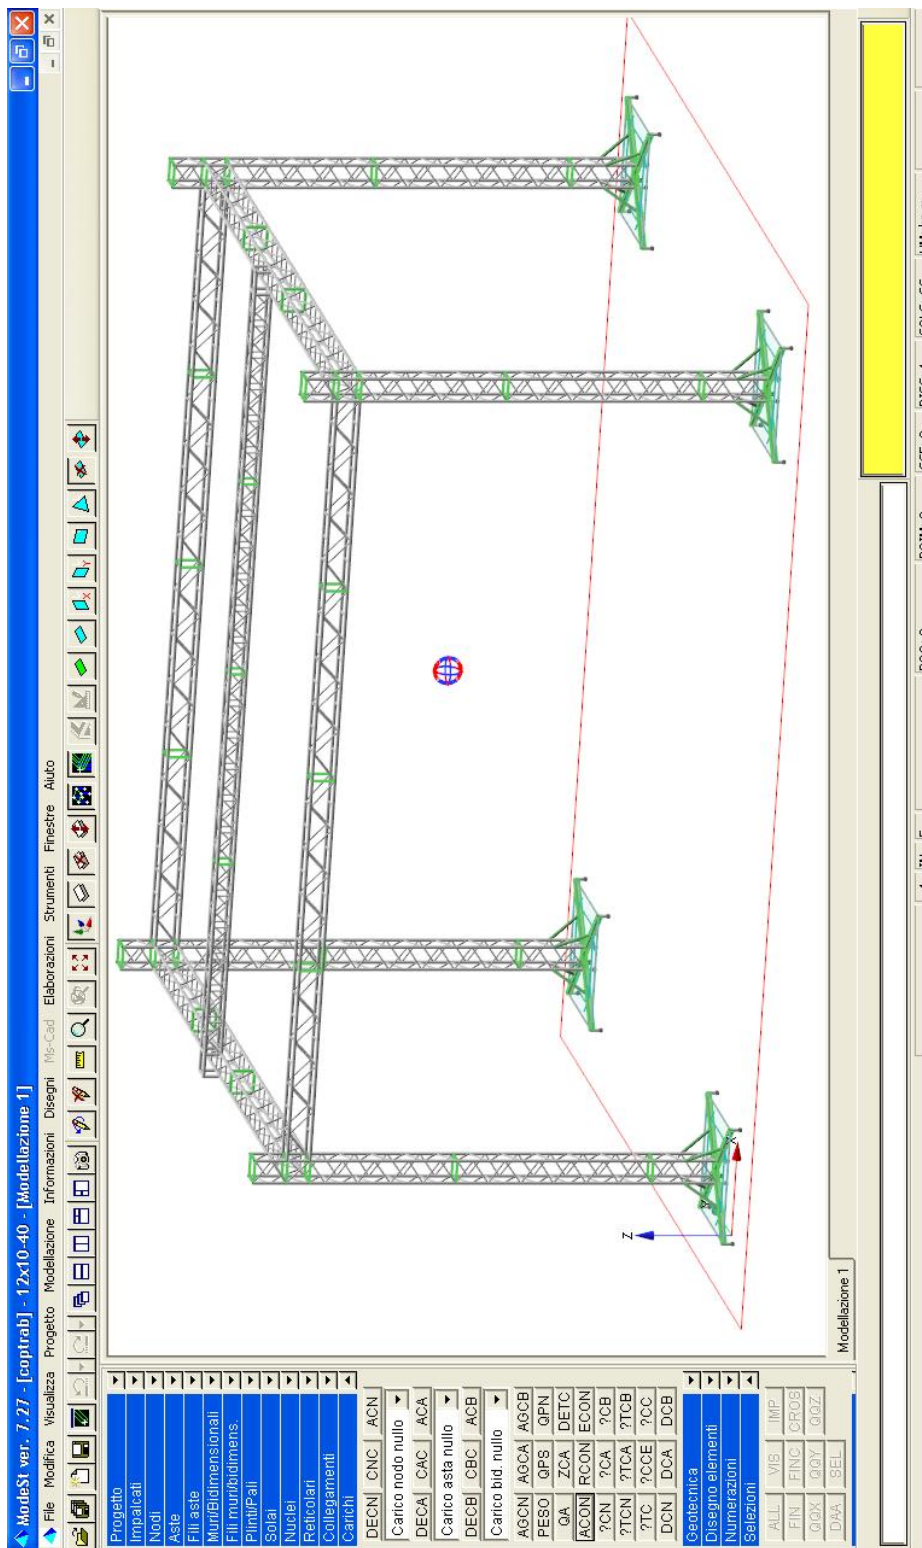 ModeSt ver. 7.27 - [coptrab] - 12x10-40 - [Modellazione 1]
File Modifica Visualizza Progetto Modellazione Informazioni Disegni Ms-Cad Elaborazioni Strumenti Finestre Aiuto
Progetto
Impalcati
Nodi
Aste
Fili aste
Muri/Bidimensionali
Fili muri/bidimens.
Plinti/Pali
Solai
Nuclei
Reticolari
Collegamenti
Carichi
DECN CNC ACN
Carico nodo nullo
DECA CAC ACA
Carico asta nullo
DECB CBC ACB
Carico bid. nullo
AGCN AGCA AGCB
PESO QPS QPN
QA ZCA DETC
ACON RCON ECON
?CN ?CA ?CB
?TCN ?TCA ?TCB
?TC ?CCE ?CC
DCN DCA DCB
Geotecnica
Disegno elementi
Numerazioni
Selezioni
ALL VIS IMP
FIN FINC CROS
QQX QQY QQZ
DAA SEL
Z
X
Modellazione 1